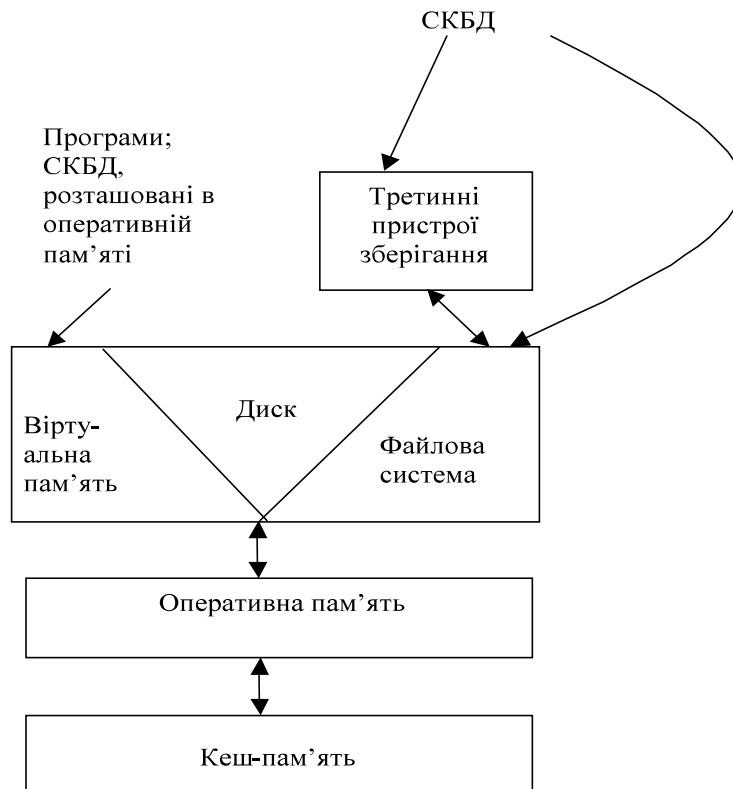 СКБД
Програми;
СКБД,
розташовані в
оперативній
пам’яті
Третинні
пристрої
зберігання
Вірту-
альна
пам’ять
Диск
Файлова
система
Оперативна пам’ять
Кеш-пам’ять